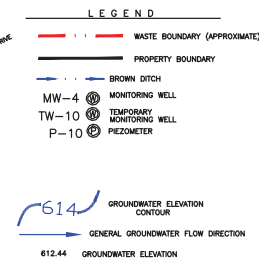 LEGEND
RIVE
WASTE BOUNDARY (APPROXIMATE)
PROPERTY BOUNDARY
BROWN DITCH
MW-4 W MONITORING WELL
TW-10 W TEMPORARY
MONITORING WELL
P-10 P PIEZOMETER
614 GROUNDWATER ELEVATION
CONTOUR
GENERAL GROUNDWATER FLOW DIRECTION
612.44 GROUNDWATER ELEVATION